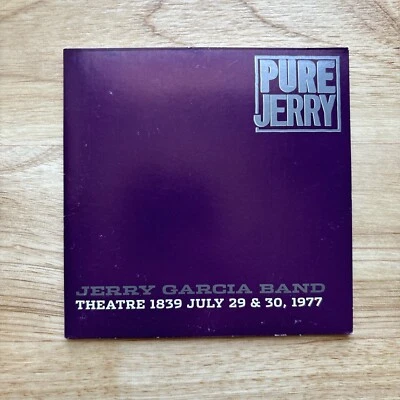 PURE
JERRY
JERRY GARCIA BAND
THEATRE 1839 JULY 29 & 30, 1977